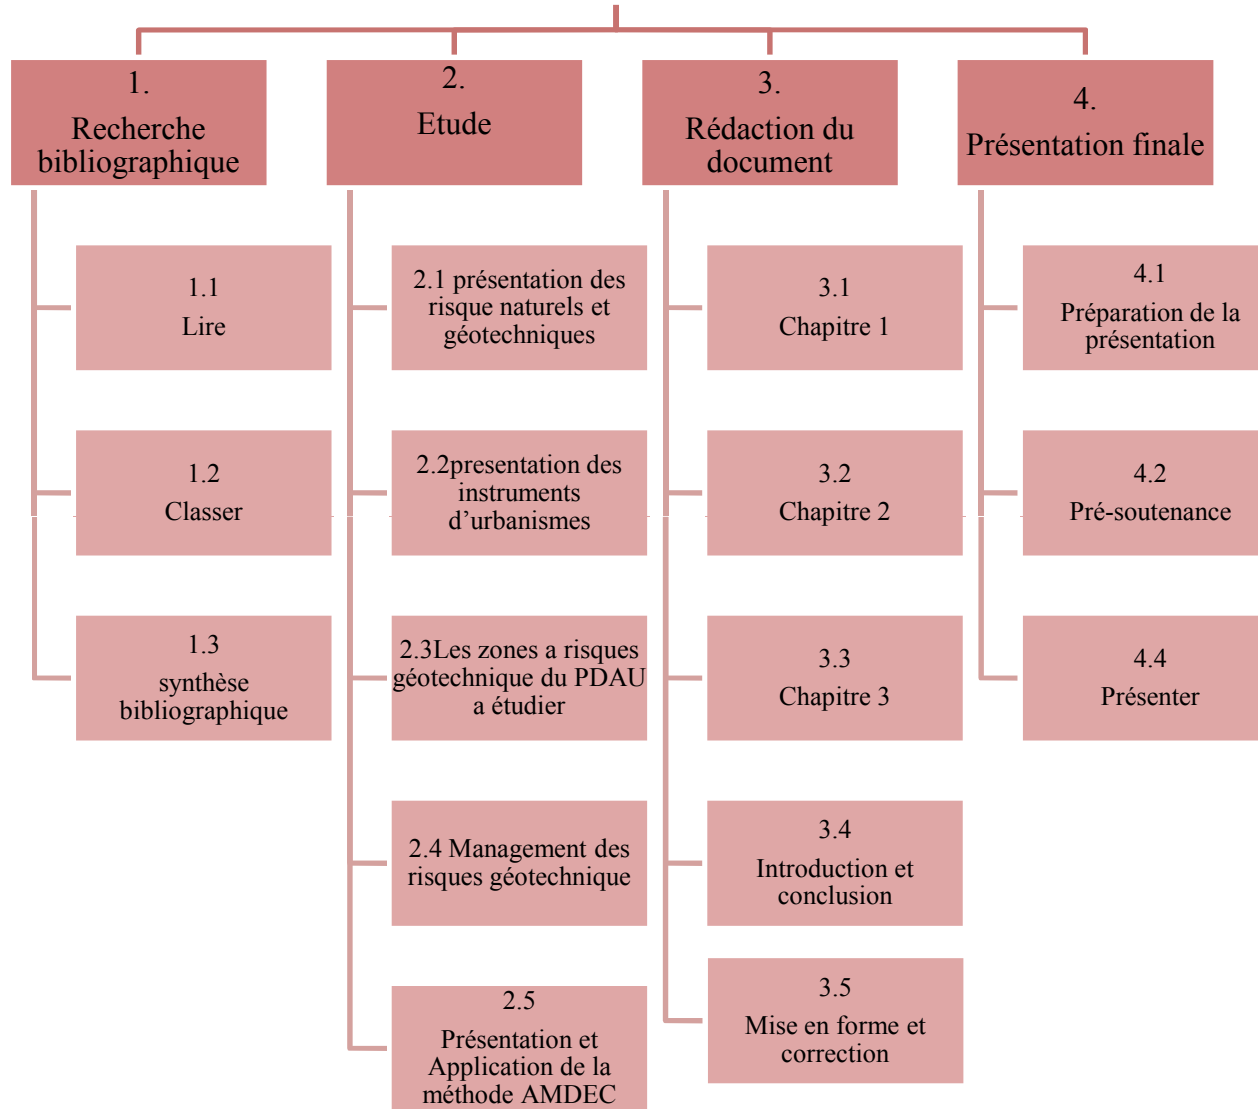 1.
Recherche
bibliographique
1.1
Lire
1.2
Classer
1.3
synthèse
bibliographique
2.
Etude
2.1 présentation des
risque naturels et
géotechniques
2.2presentation des
instruments
d’urbanismes
2.3Les zones a risques
géotechnique du PDAU
a étudier
2.4 Management des
risques géotechnique
2.5
Présentation et
Application de la
méthode AMDEC
3.
Rédaction du
document
3.1
Chapitre 1
3.2
Chapitre 2
3.3
Chapitre 3
3.4
Introduction et
conclusion
3.5
Mise en forme et
correction
4.
Présentation finale
4.1
Préparation de la
présentation
4.2
Pré-soutenance
4.4
Présenter